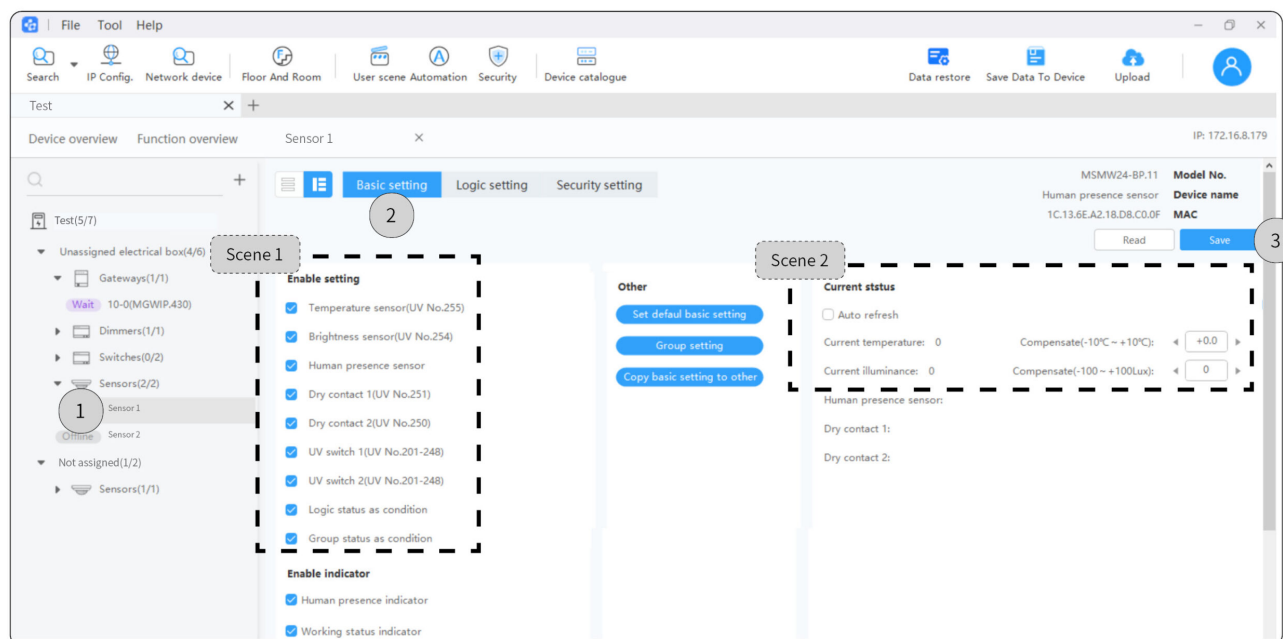 File Tool Help
Search IP Config. Network device Floor And Room User scene Automation Security Device catalogue Data restore Save Data To Device Upload
Test
Device overview Function overview Sensor 1 IP: 172.16.8.179
Basic setting Logic setting Security setting
2
MSMW24-BP.11 Model No.
Human presence sensor Device name
1C.13.6E.A2.18.D8.C0.0F MAC
Read Save 3
Test(5/7)
Unassigned electrical box(4/6)
Gateways(1/1)
Wait 10-0(MGWIP.430)
Dimmers(1/1)
Switches(0/2)
Sensors(2/2)
1 Sensor 1
Offline Sensor 2
Not assigned(1/2)
Sensors(1/1)
Scene 1
Enable setting
Temperature sensor(UV No.255)
Brightness sensor(UV No.254)
Human presence sensor
Dry contact 1(UV No.251)
Dry contact 2(UV No.250)
UV switch 1(UV No.201-248)
UV switch 2(UV No.201-248)
Logic status as condition
Group status as condition
Enable indicator
Human presence indicator
Working status indicator
Other
Set defaul basic setting
Group setting
Copy basic setting to other
Scene 2
Current ststus
Auto refresh
Current temperature: 0 Compensate(-10℃ ~ +10℃): +0.0
Current illuminance: 0 Compensate(-100 ~ +100Lux): 0
Human presence sensor:
Dry contact 1:
Dry contact 2: